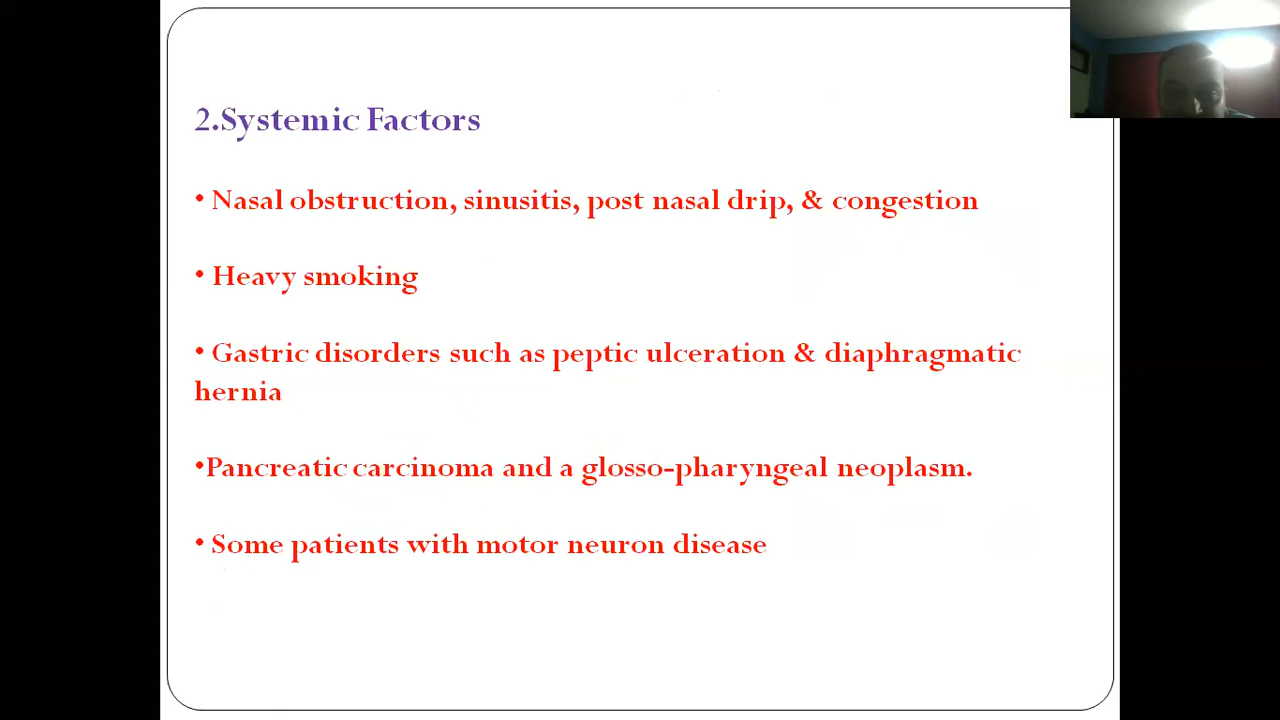 2.Systemic Factors
• Nasal obstruction, sinusitis, post nasal drip, & congestion
• Heavy smoking
• Gastric disorders such as peptic ulceration & diaphragmatic
hernia
•Pancreatic carcinoma and a glosso-pharyngeal neoplasm.
• Some patients with motor neuron disease